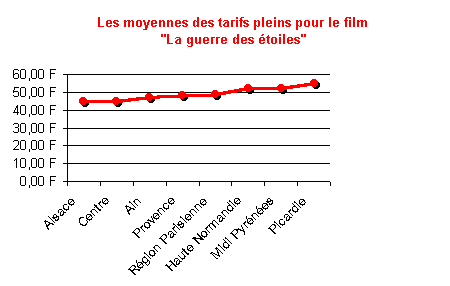 Les moyennes des tarifs pleins pour le film
"La guerre des étoiles"
60,00 F
50,00 F
40,00 F
30,00 F
20,00 F
10,00 F
0,00 F
Alsace
Centre
Ain
Provence
Région Parisienne
Haute Normandie
Midi Pyrénées
Picardie